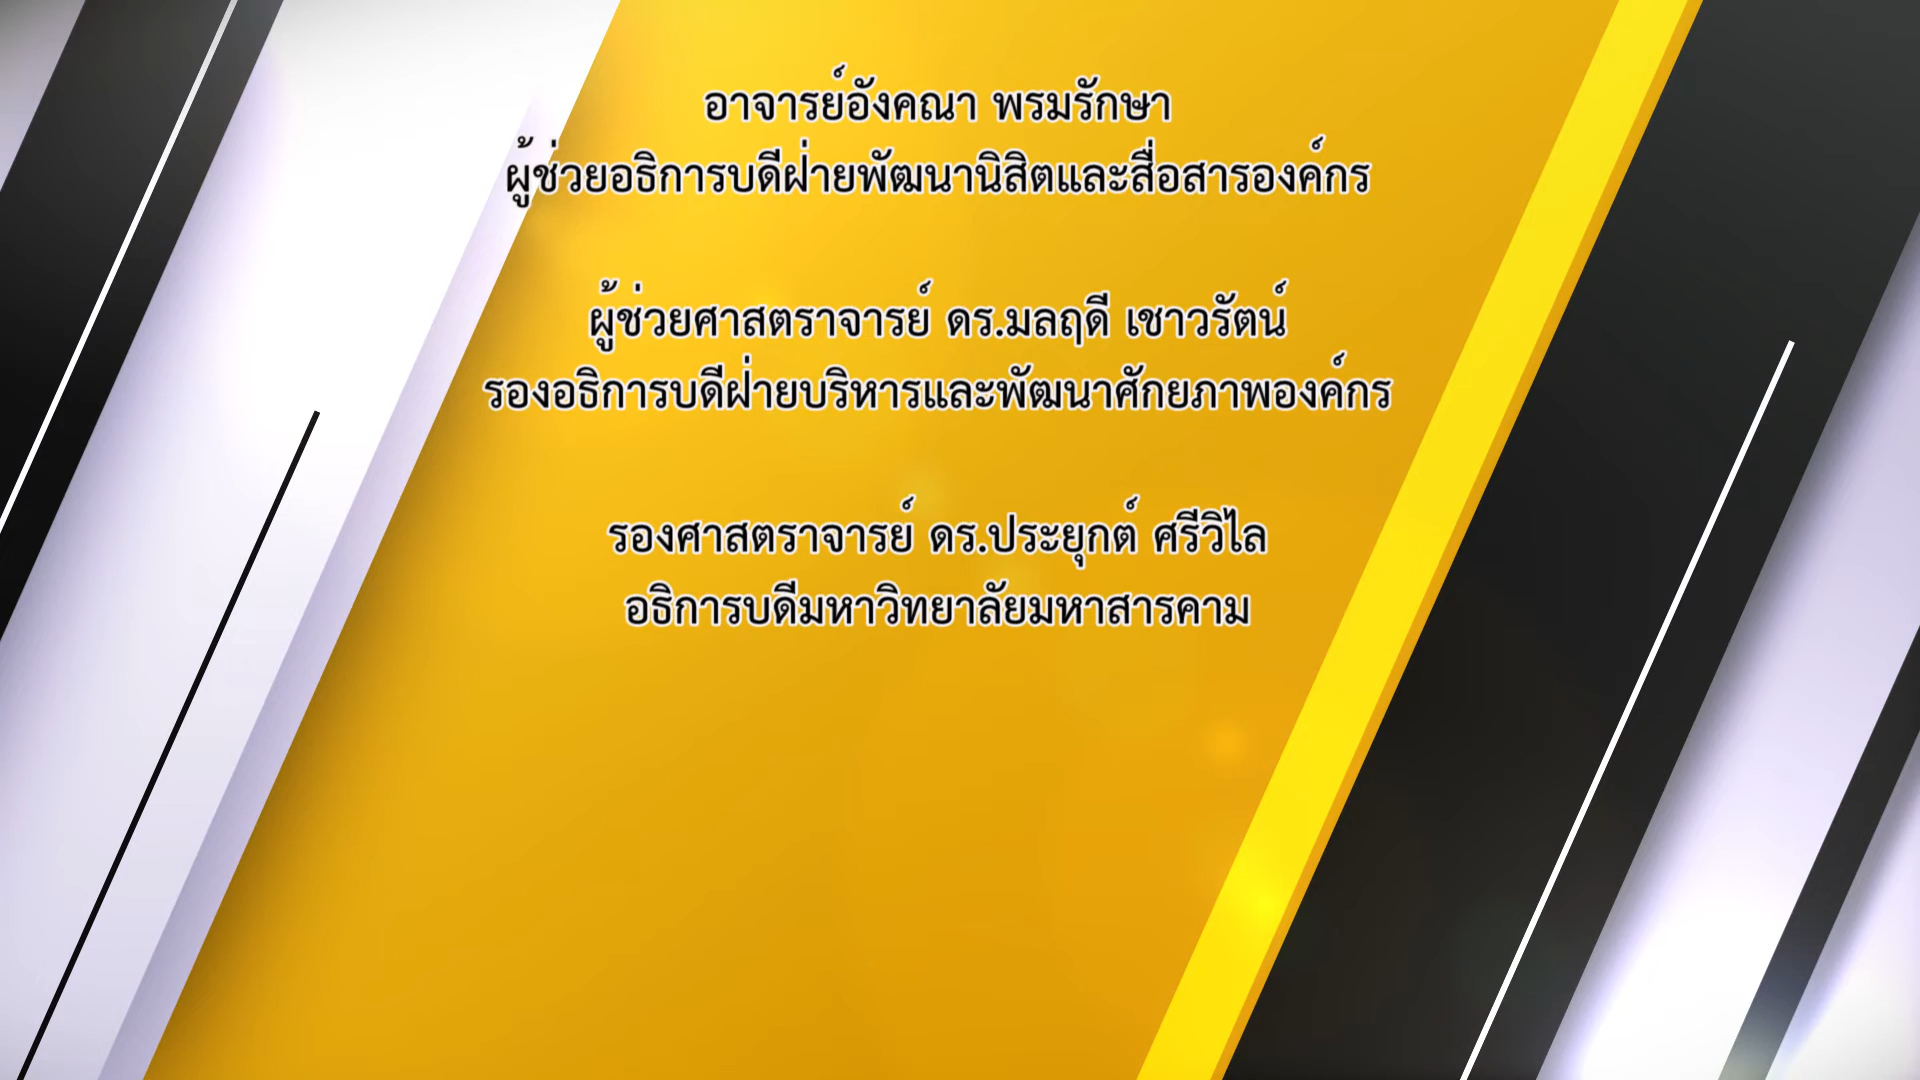 อาจารย์อังคณา พรมรักษา
ผู้ช่วยอธิการบดีฝ่ายพัฒนานิสิตและสื่อสารองค์กร
ผู้ช่วยศาสตราจารย์ ดร.มลฤดี เชาวรัตน์
รองอธิการบดีฝ่ายบริหารและพัฒนาศักยภาพองค์กร
รองศาสตราจารย์ ดร.ประยุกต์ ศรีวิไล
อธิการบดีมหาวิทยาลัยมหาสารคาม